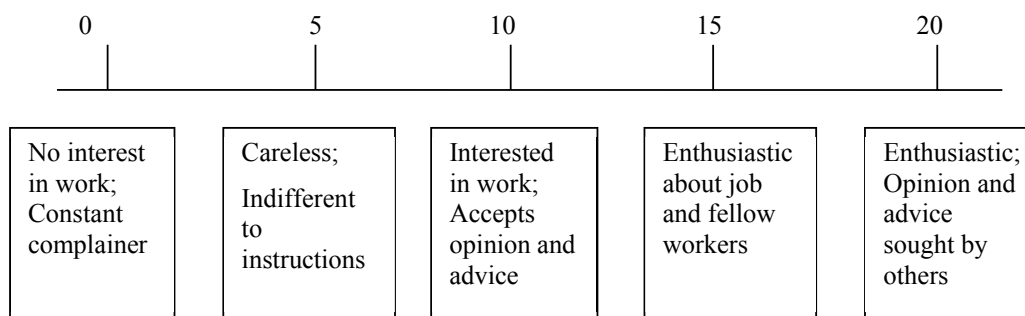 0 5 10 15 20
No interest
in work;
Constant
complainer
Careless;
Indifferent
to
instructions
Interested
in work;
Accepts
opinion and
advice
Enthusiastic
about job
and fellow
workers
Enthusiastic;
Opinion and
advice
sought by
others